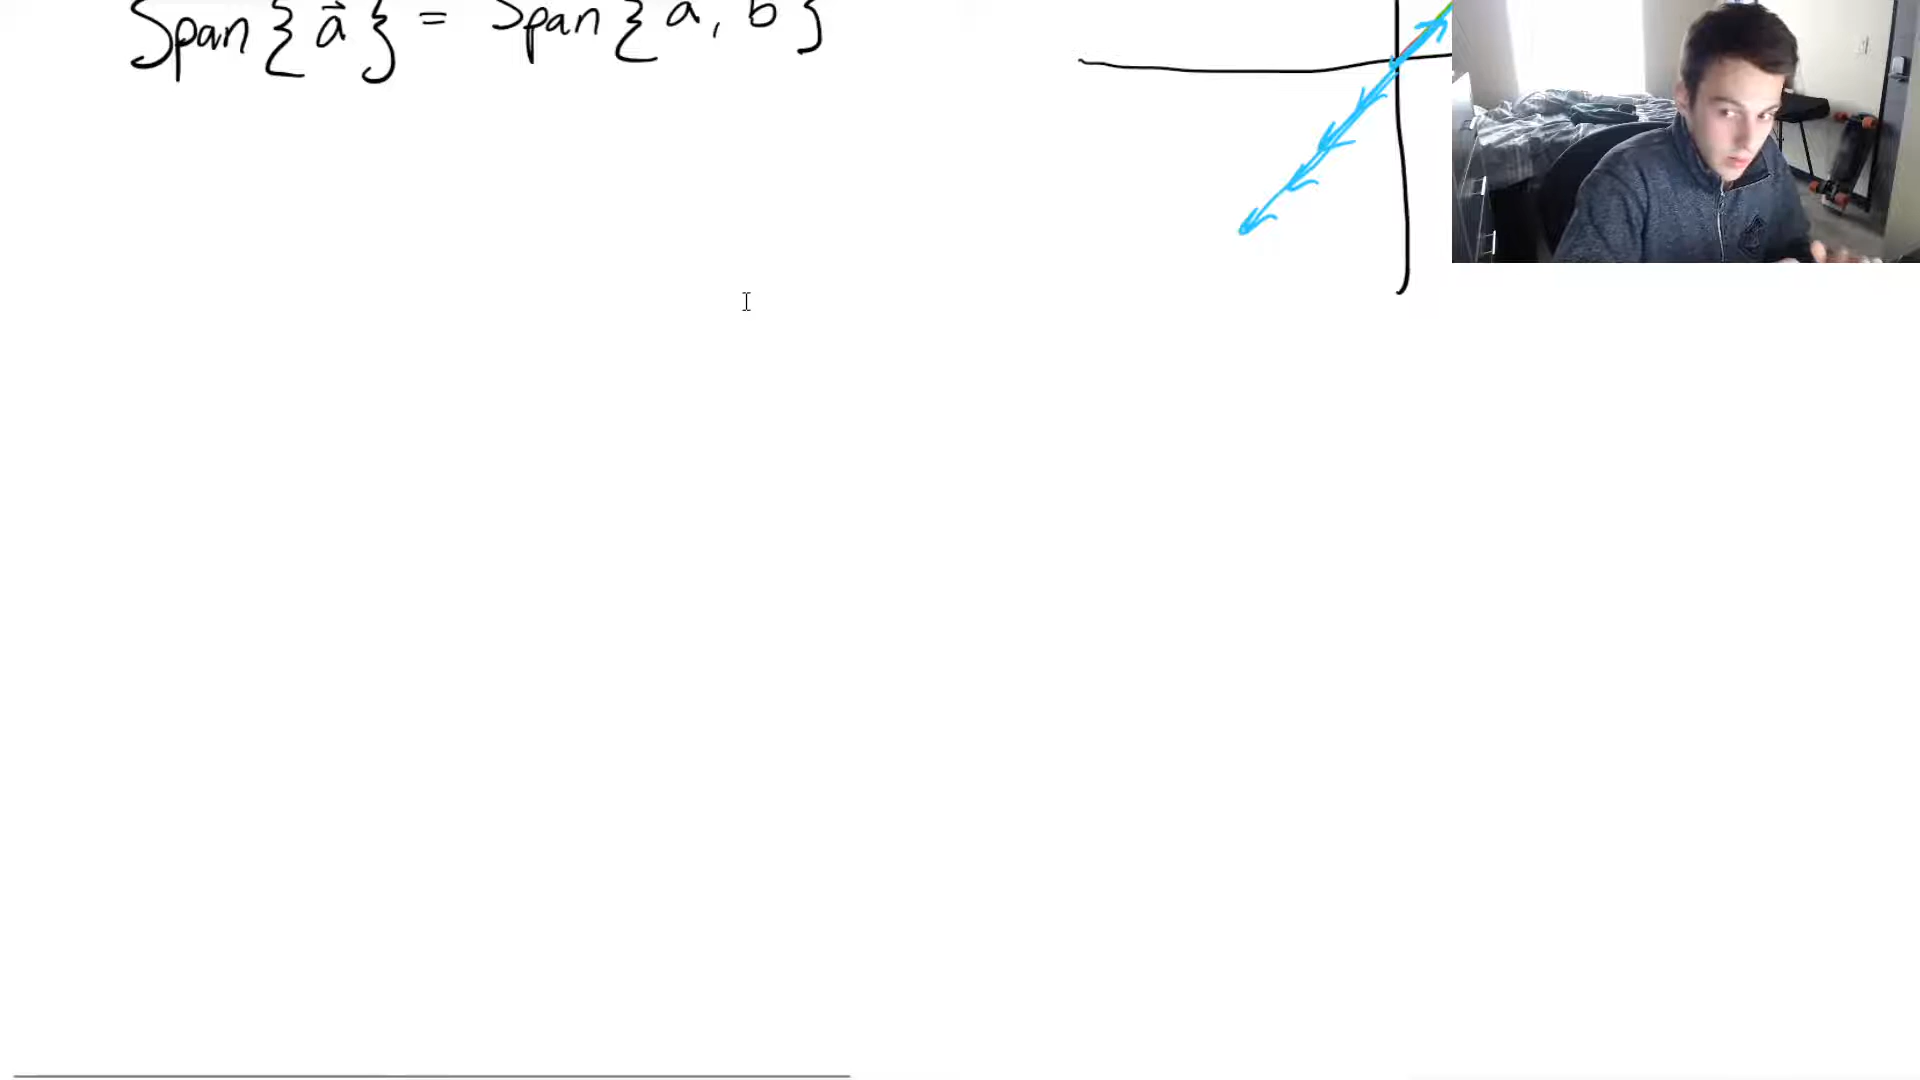 Span{a⃗} = Span{a, b}